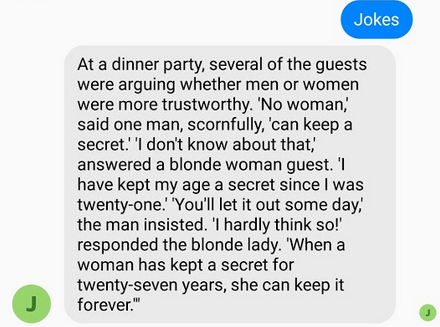 Jokes
At a dinner party, several of the guests
were arguing whether men or women
were more trustworthy. 'No woman,'
said one man, scornfully, 'can keep a
secret.' 'I don't know about that,'
answered a blonde woman guest. 'I
have kept my age a secret since I was
twenty-one.' 'You'll let it out some day,'
the man insisted. 'I hardly think so!'
responded the blonde lady. 'When a
woman has kept a secret for
twenty-seven years, she can keep it
forever.'"
J
J